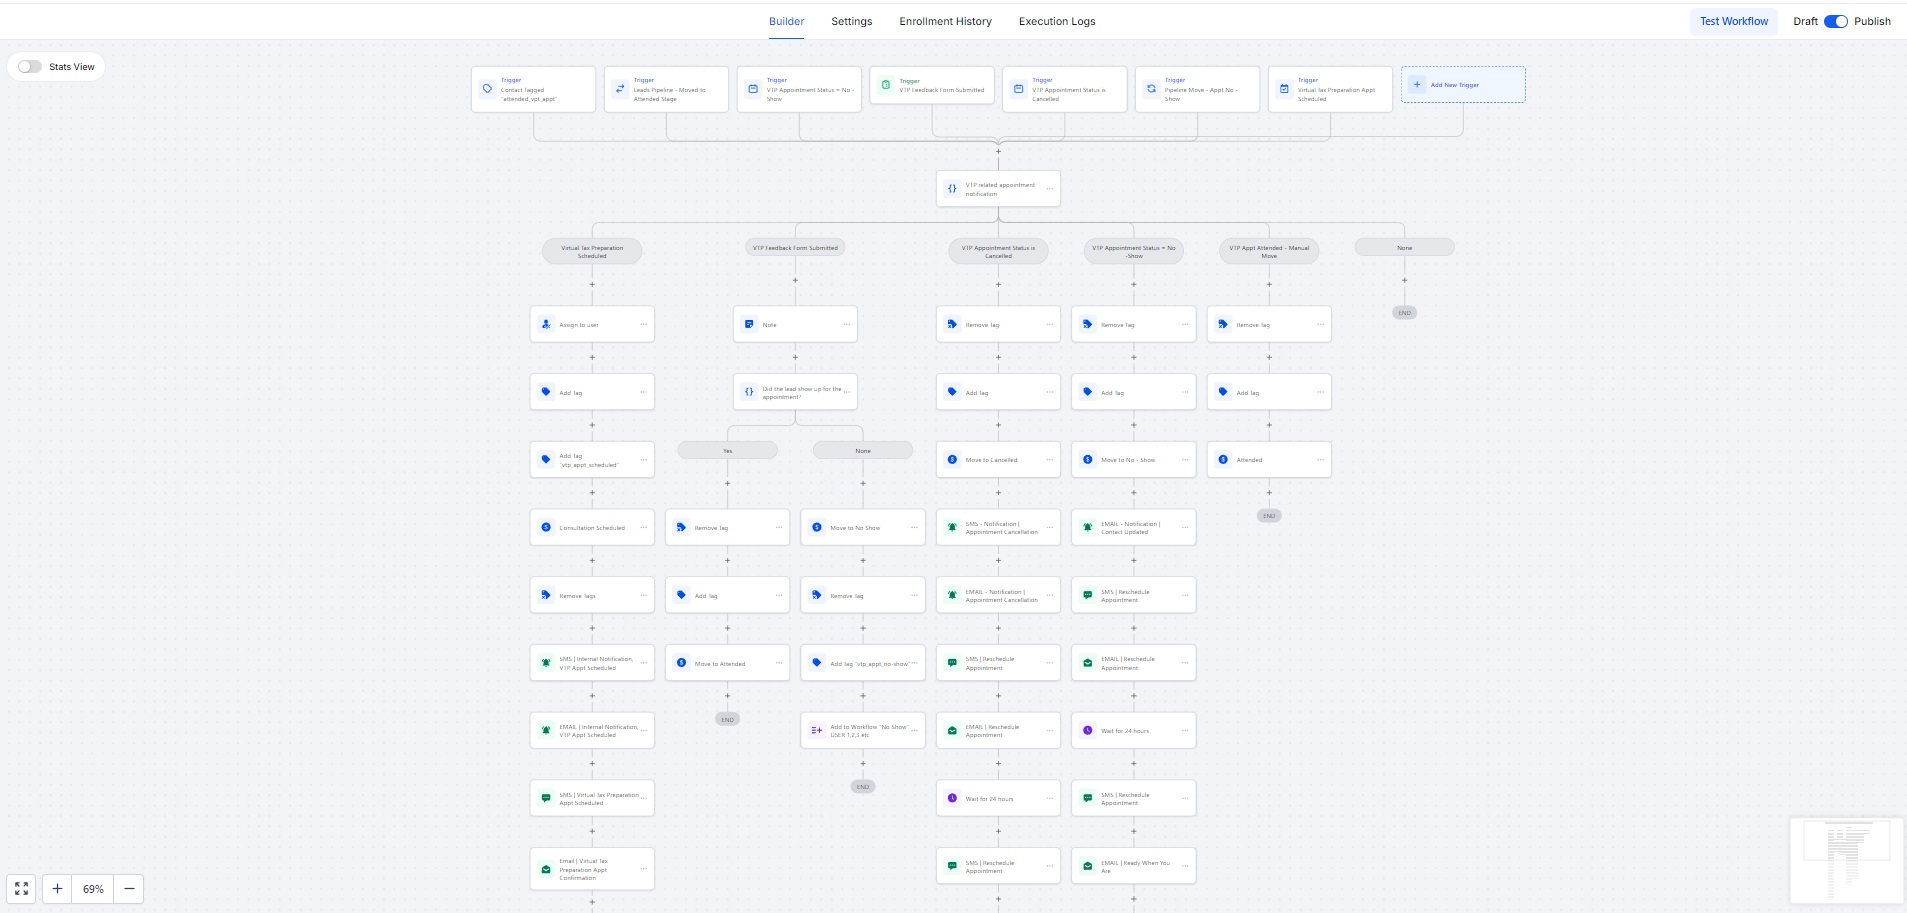 Builder
Settings
Enrollment History
Execution Logs
Test Workflow
Draft
Publish
Stats View
Trigger
Contact Tagged
"attended_vpt_appt"
Trigger
Leads Pipeline - Moved to
Attended Stage
Trigger
VTP Appointment Status = No -
Show
Trigger
VTP Feedback Form Submitted
Trigger
VTP Appointment Status is
Cancelled
Trigger
Pipeline Move - Appt No -
Show
Trigger
Virtual Tax Preparation Appt
Scheduled
Add New Trigger
VTP related appointment
notification
Virtual Tax Preparation
Scheduled
VTP Feedback Form Submitted
VTP Appointment Status is
Cancelled
VTP Appointment Status = No
-Show
VTP Appt Attended - Manual
Move
None
END
Assign to user
Note
Remove Tag
Remove Tag
Remove Tag
Add Tag
Did the lead show up for the
appointment?
Add Tag
Add Tag
Add Tag
Yes
None
Add Tag
"vtp_appt_scheduled"
Move to Cancelled
Move to No - Show
Attended
END
Consultation Scheduled
Remove Tag
Move to No Show
SMS - Notification |
Appointment Cancellation
EMAIL - Notification |
Contact Updated
Remove Tags
Add Tag
Remove Tag
EMAIL - Notification |
Appointment Cancellation
SMS | Reschedule
Appointment
SMS | Internal Notification,
VTP Appt Scheduled
Move to Attended
Add Tag "vtp_appt_no-show"
SMS | Reschedule
Appointment
EMAIL | Reschedule
Appointment
END
EMAIL | Internal Notification,
VTP Appt Scheduled
Add to Workflow "No Show"
USER 1,2,3 etc
EMAIL | Reschedule
Appointment
Wait for 24 hours
END
SMS | Virtual Tax Preparation
Appt Scheduled
Wait for 24 hours
SMS | Reschedule
Appointment
Email | Virtual Tax
Preparation Appt
Confirmation
SMS | Reschedule
Appointment
EMAIL | Ready When You
Are
69%